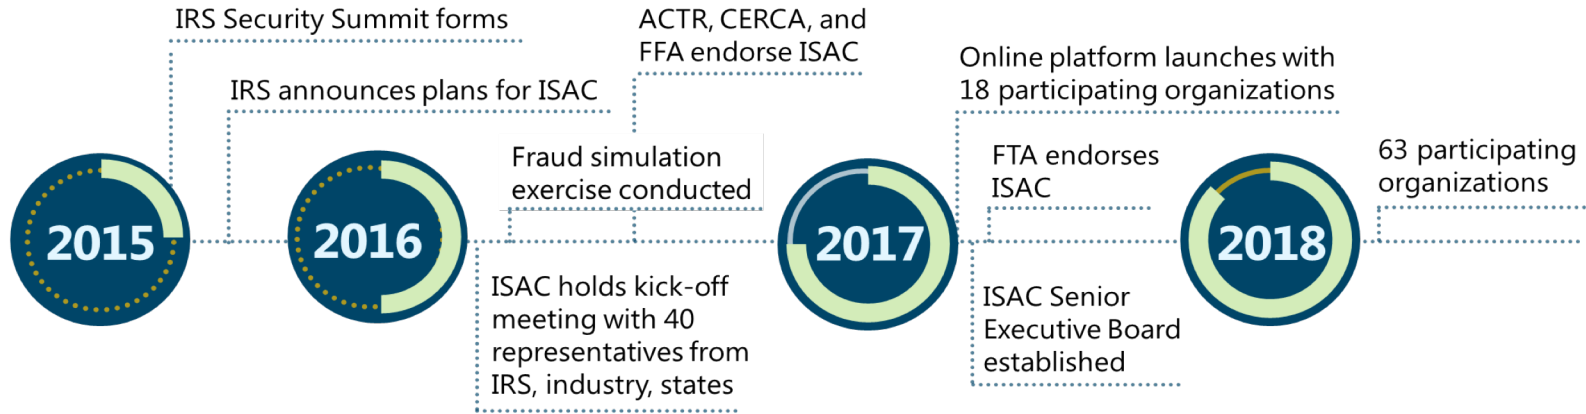 2015
IRS Security Summit forms
IRS announces plans for ISAC
2016
ISAC holds kick-off
meeting with 40
representatives from
IRS, industry, states
Fraud simulation
exercise conducted
ACTR, CERCA, and
FFA endorse ISAC
2017
Online platform launches with
18 participating organizations
ISAC Senior
Executive Board
established
FTA endorses
ISAC
2018
63 participating
organizations